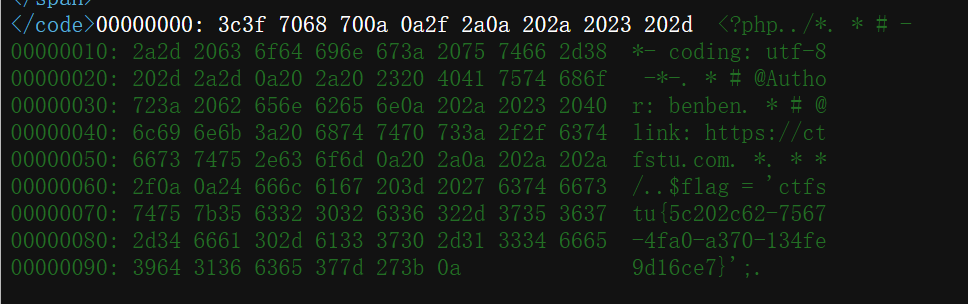 </span>
</code>00000000: 3c3f 7068 700a 0a2f 2a0a 202a 2023 202d  <?php../*. * # -
00000010: 2a2d 2063 6f64 696e 673a 2075 7466 2d38  *- coding: utf-8
00000020: 202d 2a2d 0a20 2a20 2320 4041 7574 686f   -*-. * # @Autho
00000030: 723a 2062 656e 6265 6e0a 202a 2023 2040  r: benben. * # @
00000040: 6c69 6e6b 3a20 6874 7470 733a 2f2f 6374  link: https://ct
00000050: 6673 7475 2e63 6f6d 0a20 2a0a 202a 202a  fstu.com. *. * *
00000060: 2f0a 0a24 666c 6167 203d 2027 6374 6673  /..$flag = 'ctfs
00000070: 7475 7b35 6332 3032 6336 322d 3735 3637  tu{5c202c62-7567
00000080: 2d34 6661 302d 6133 3730 2d31 3334 6665  -4fa0-a370-134fe
00000090: 3964 3136 6365 377d 273b 0a              9d16ce7}';.